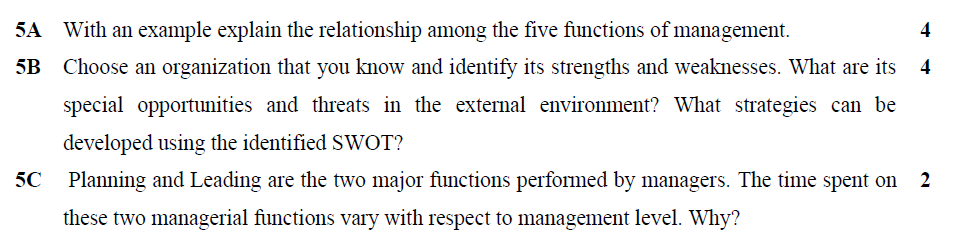 5A With an example explain the relationship among the five functions of management. 4
5B Choose an organization that you know and identify its strengths and weaknesses. What are its 4
special opportunities and threats in the external environment? What strategies can be
developed using the identified SWOT?
5C Planning and Leading are the two major functions performed by managers. The time spent on 2
these two managerial functions vary with respect to management level. Why?